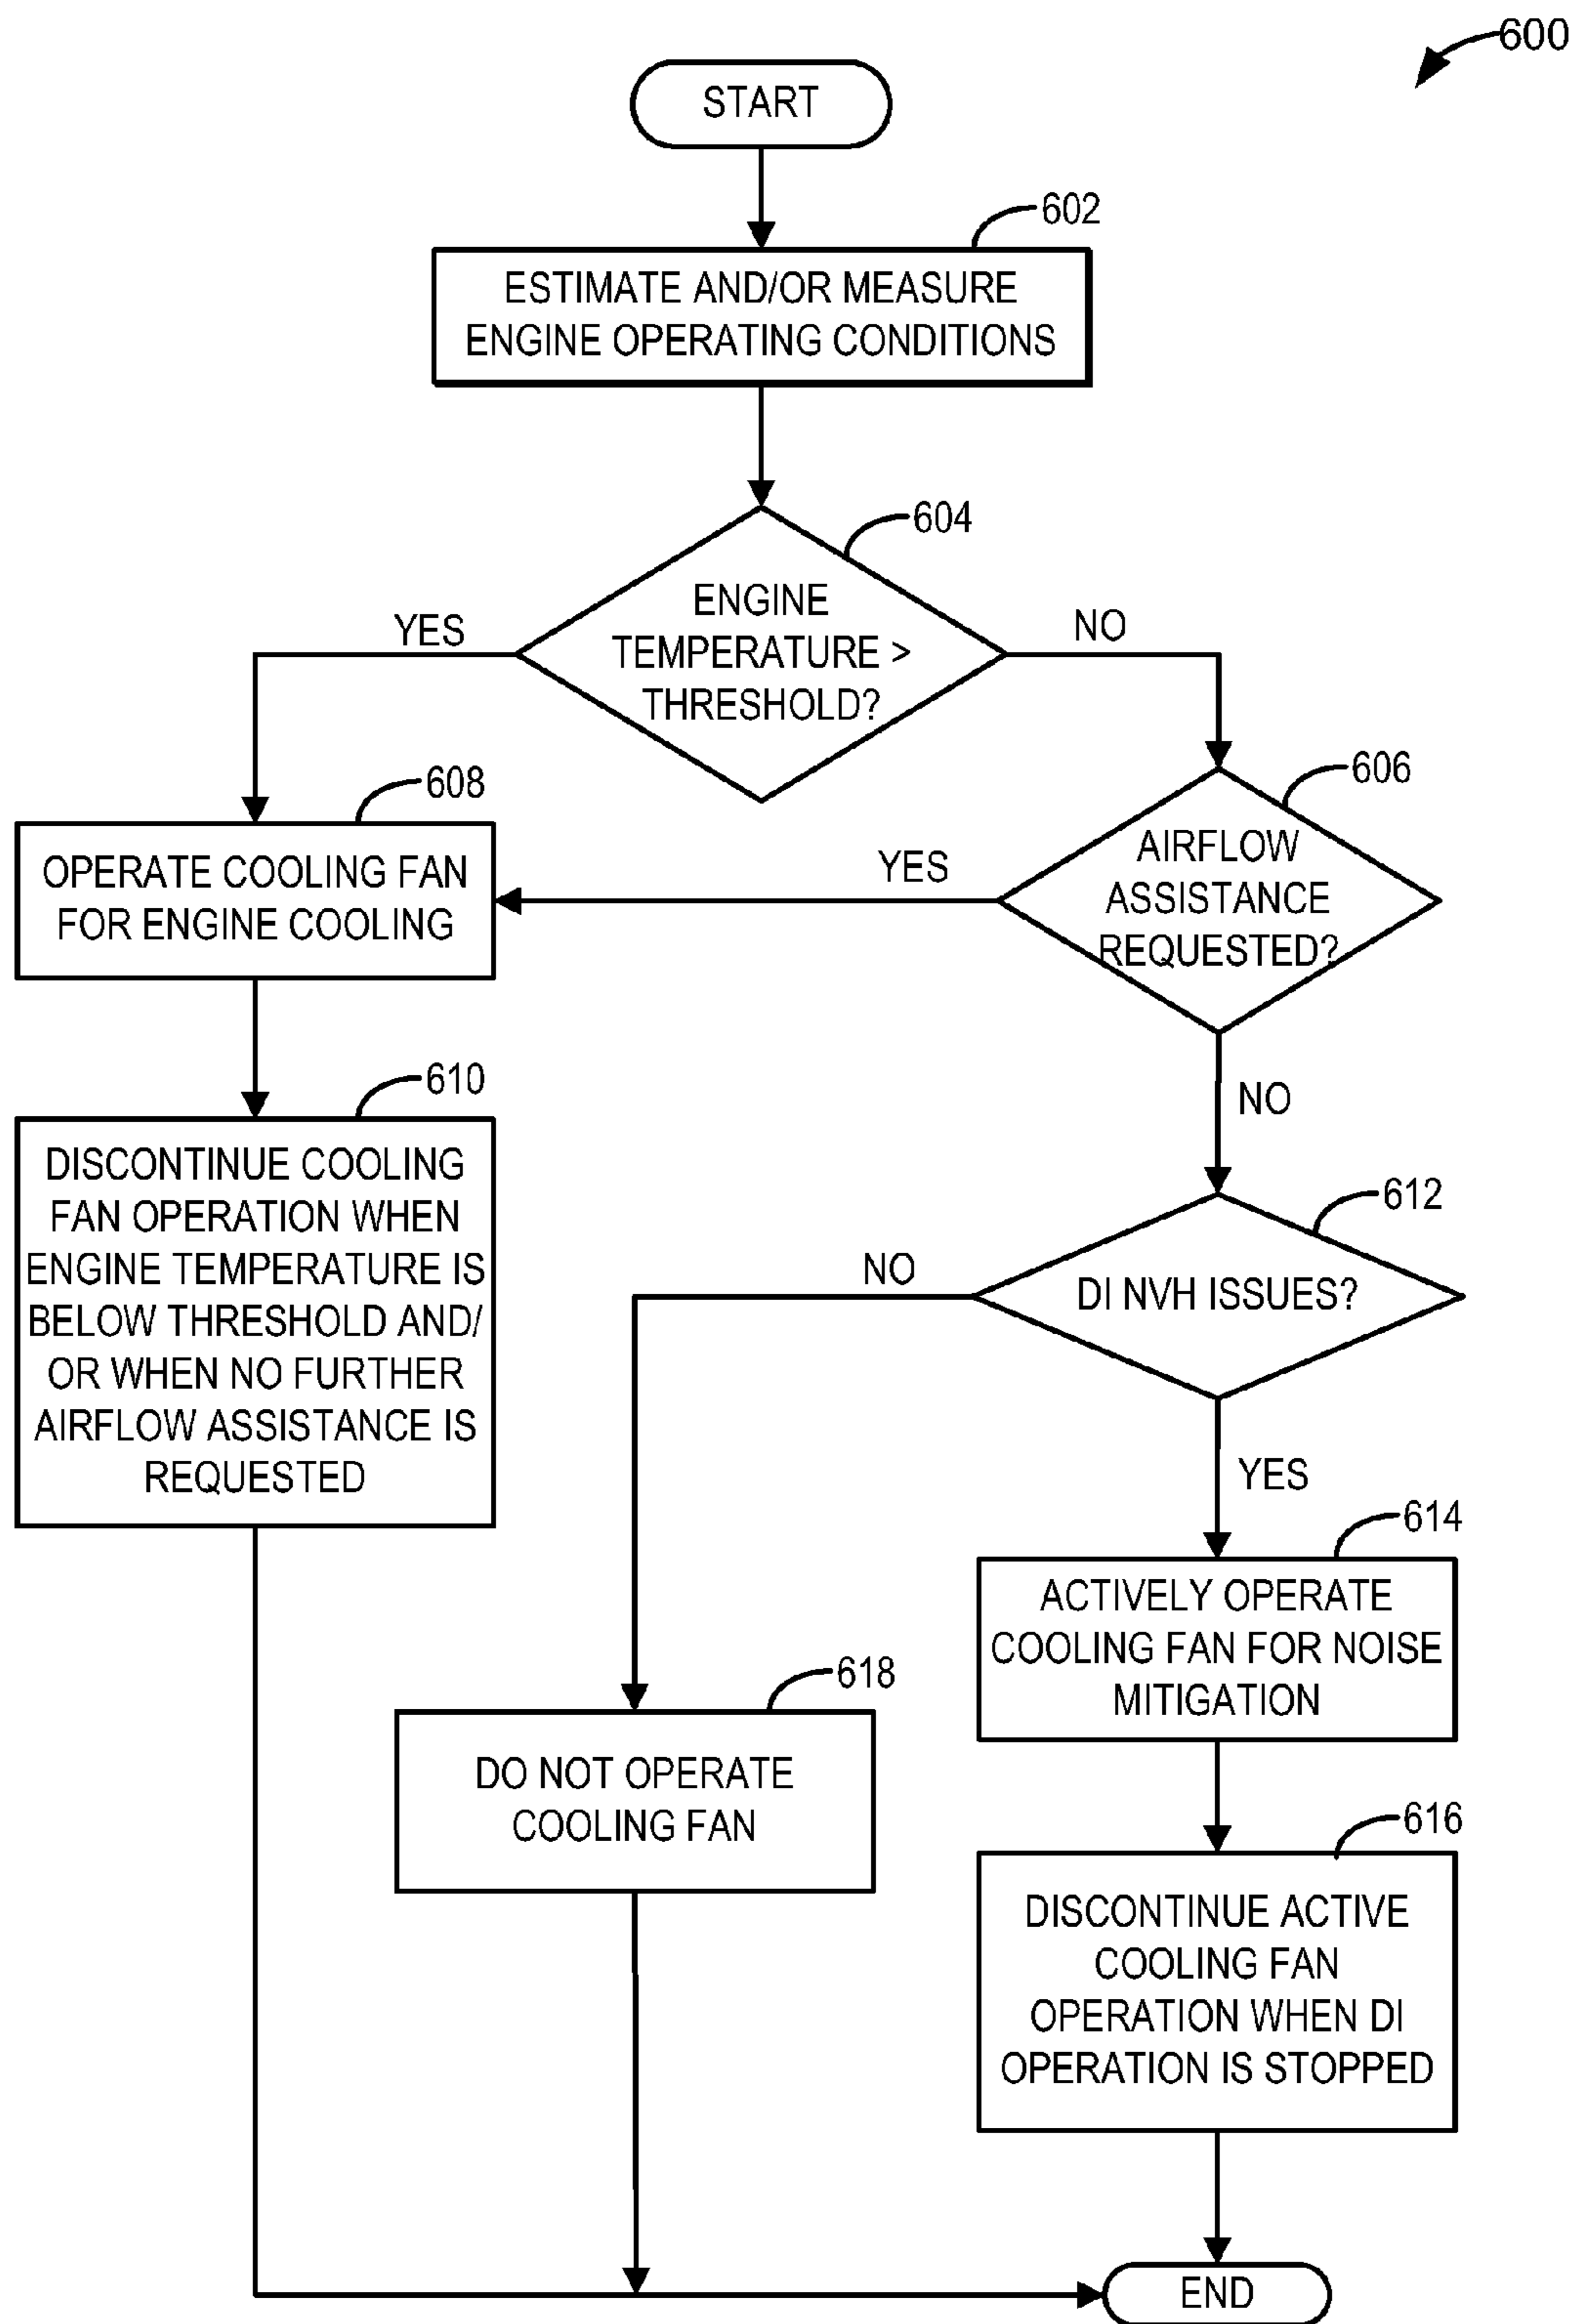 600
START
602
ESTIMATE AND/OR MEASURE
ENGINE OPERATING CONDITIONS
604
ENGINE
TEMPERATURE >
THRESHOLD?
YES
NO
608
OPERATE COOLING FAN
FOR ENGINE COOLING
606
AIRFLOW
ASSISTANCE
REQUESTED?
YES
NO
610
DISCONTINUE COOLING
FAN OPERATION WHEN
ENGINE TEMPERATURE IS
BELOW THRESHOLD AND/
OR WHEN NO FURTHER
AIRFLOW ASSISTANCE IS
REQUESTED
612
DI NVH ISSUES?
NO
YES
614
ACTIVELY OPERATE
COOLING FAN FOR NOISE
MITIGATION
618
DO NOT OPERATE
COOLING FAN
616
DISCONTINUE ACTIVE
COOLING FAN
OPERATION WHEN DI
OPERATION IS STOPPED
END